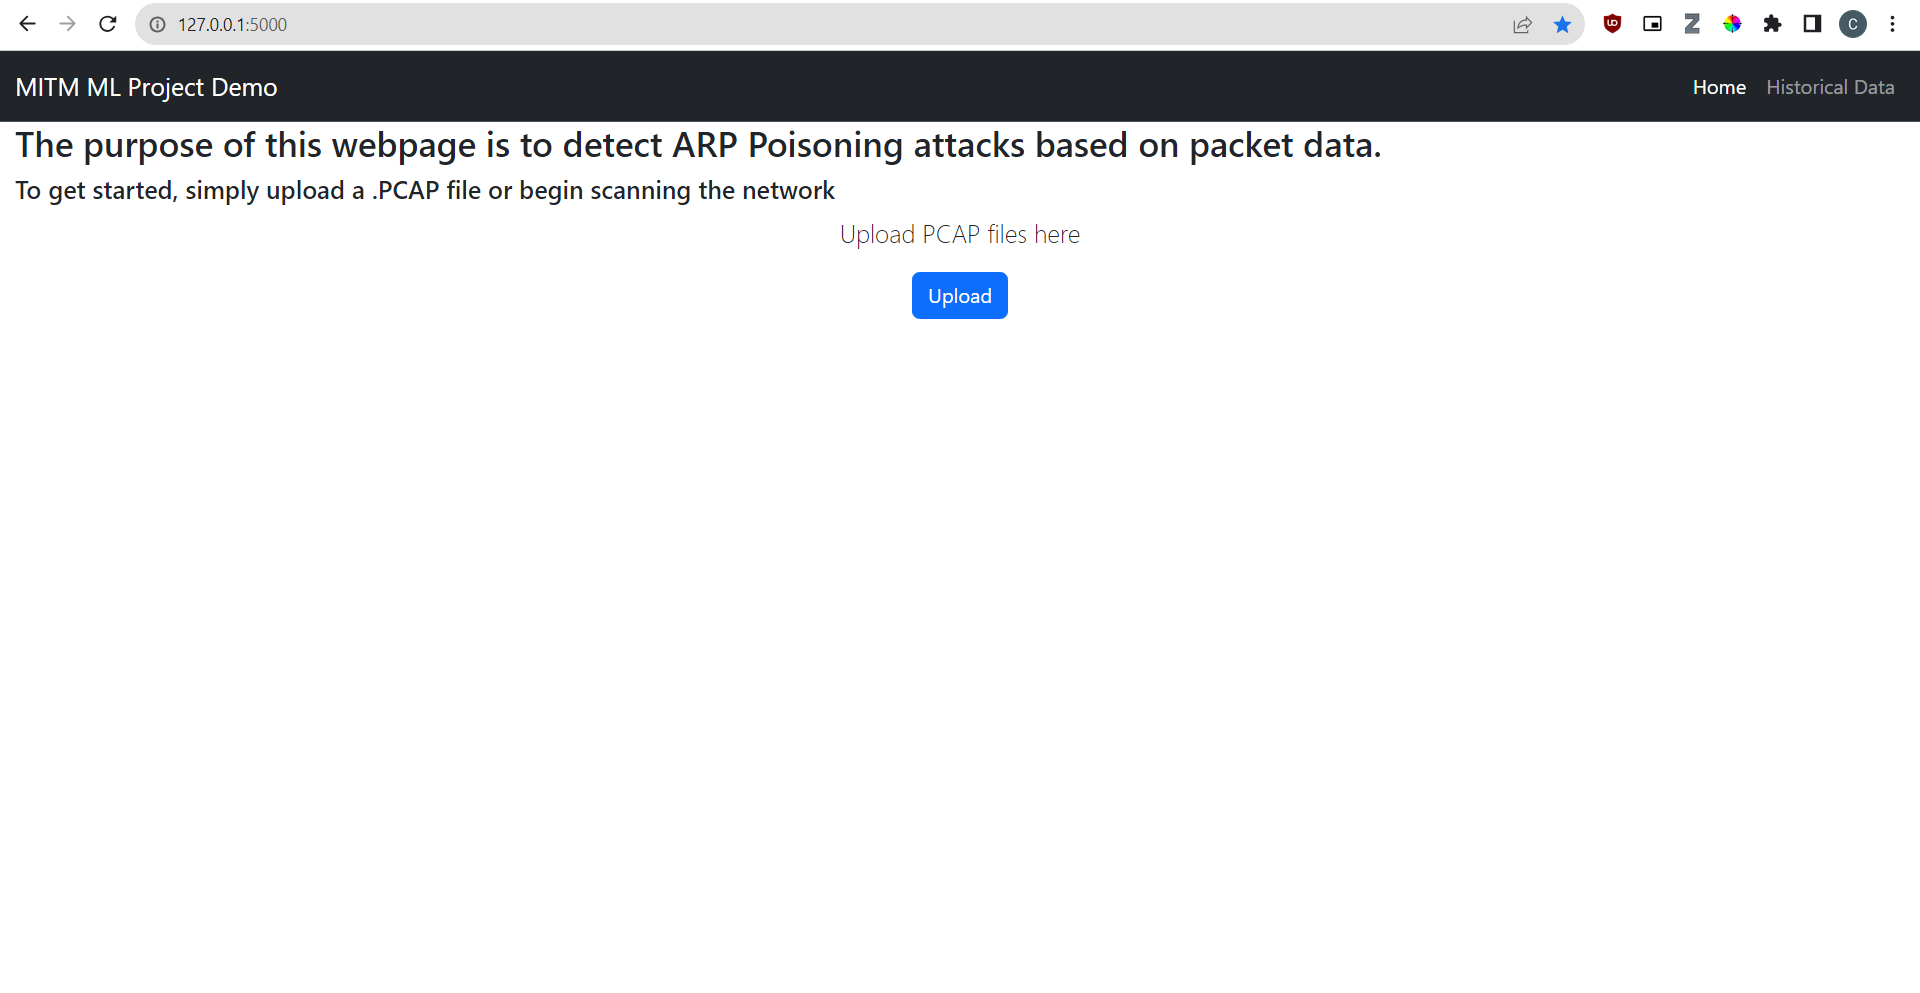 127.0.0.1:5000
MITM ML Project Demo
Home Historical Data
The purpose of this webpage is to detect ARP Poisoning attacks based on packet data.
To get started, simply upload a .PCAP file or begin scanning the network
Upload PCAP files here
Upload
C